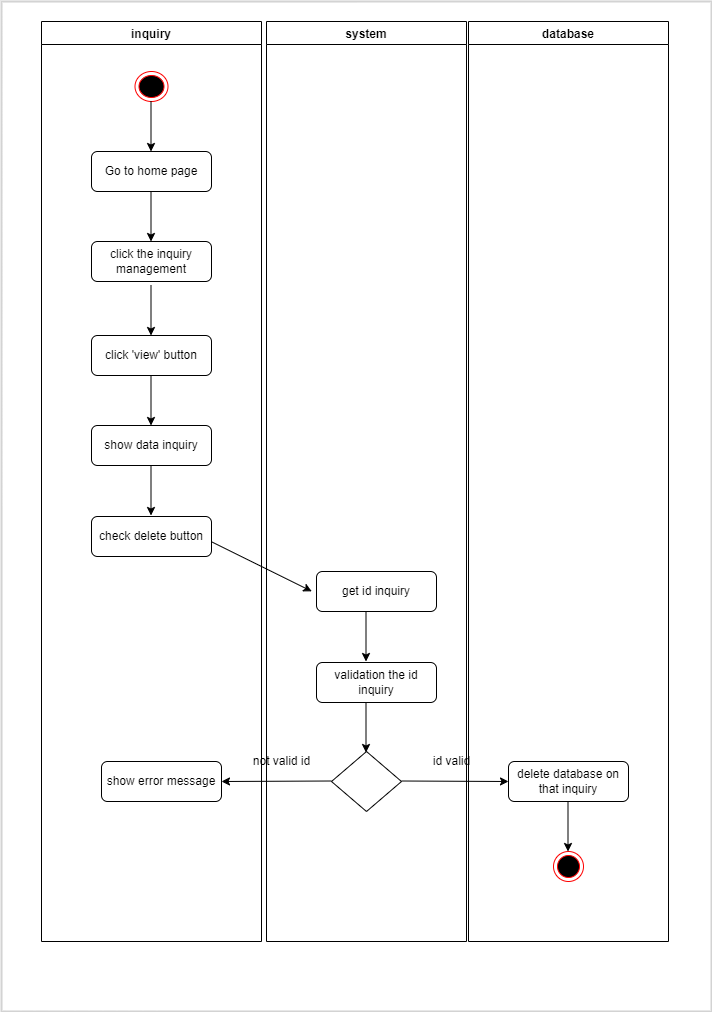 inquiry
system
database
Go to home page
click the inquiry
management
click 'view' button
show data inquiry
check delete button
get id inquiry
validation the id
inquiry
not valid id
id valid
show error message
delete database on
that inquiry